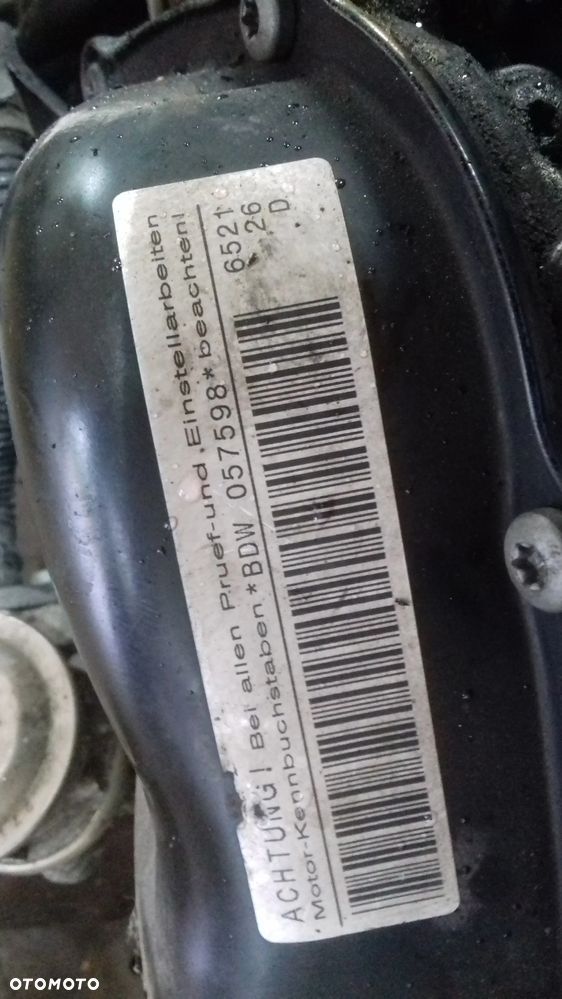 ACHTUNG! Bei allen Pruef-und Einstellarbeiten
Motor-Kennbuchstaben *BDW 057598* beachten!
6521
26
D
OTOMOTO